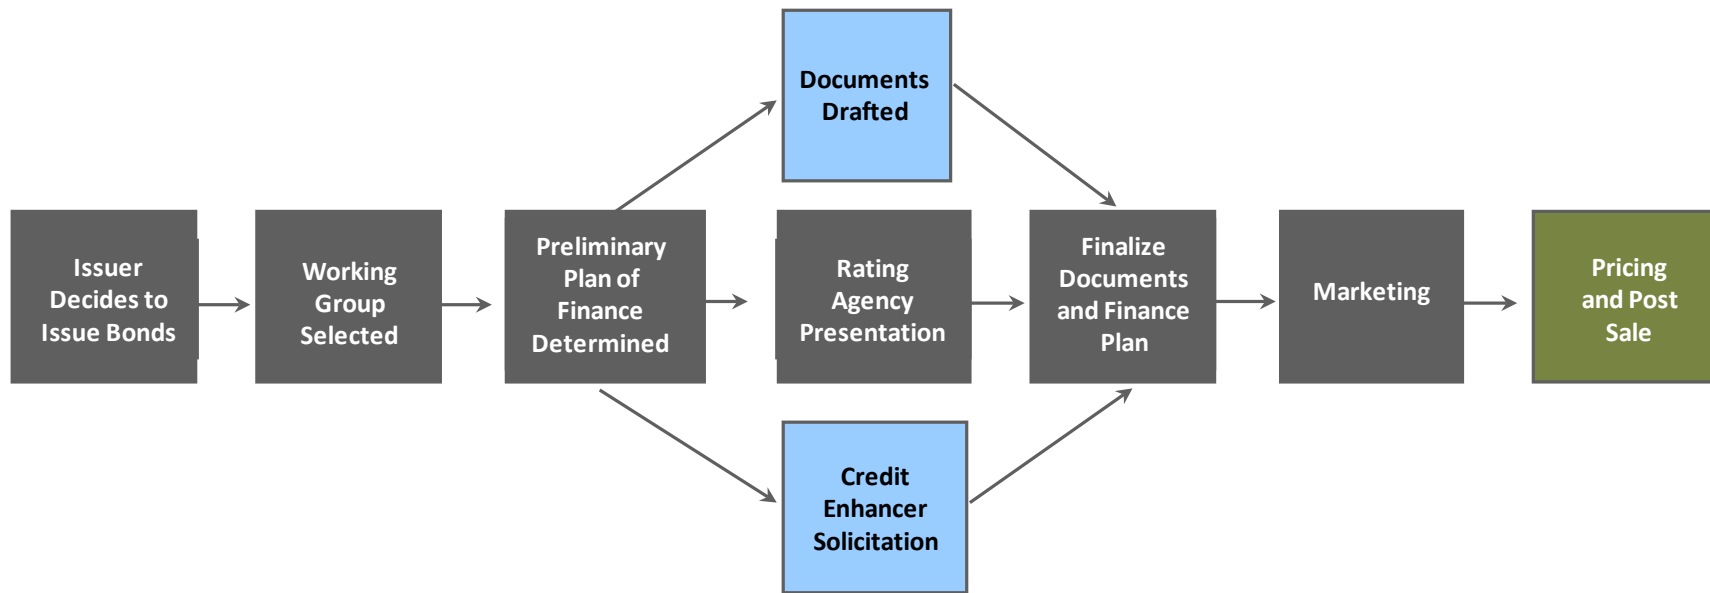 Documents
Drafted
Issuer
Decides to
Issue Bonds
Working
Group
Selected
Preliminary
Plan of
Finance
Determined
Rating
Agency
Presentation
Finalize
Documents
and Finance
Plan
Marketing
Pricing
and Post
Sale
Credit
Enhancer
Solicitation